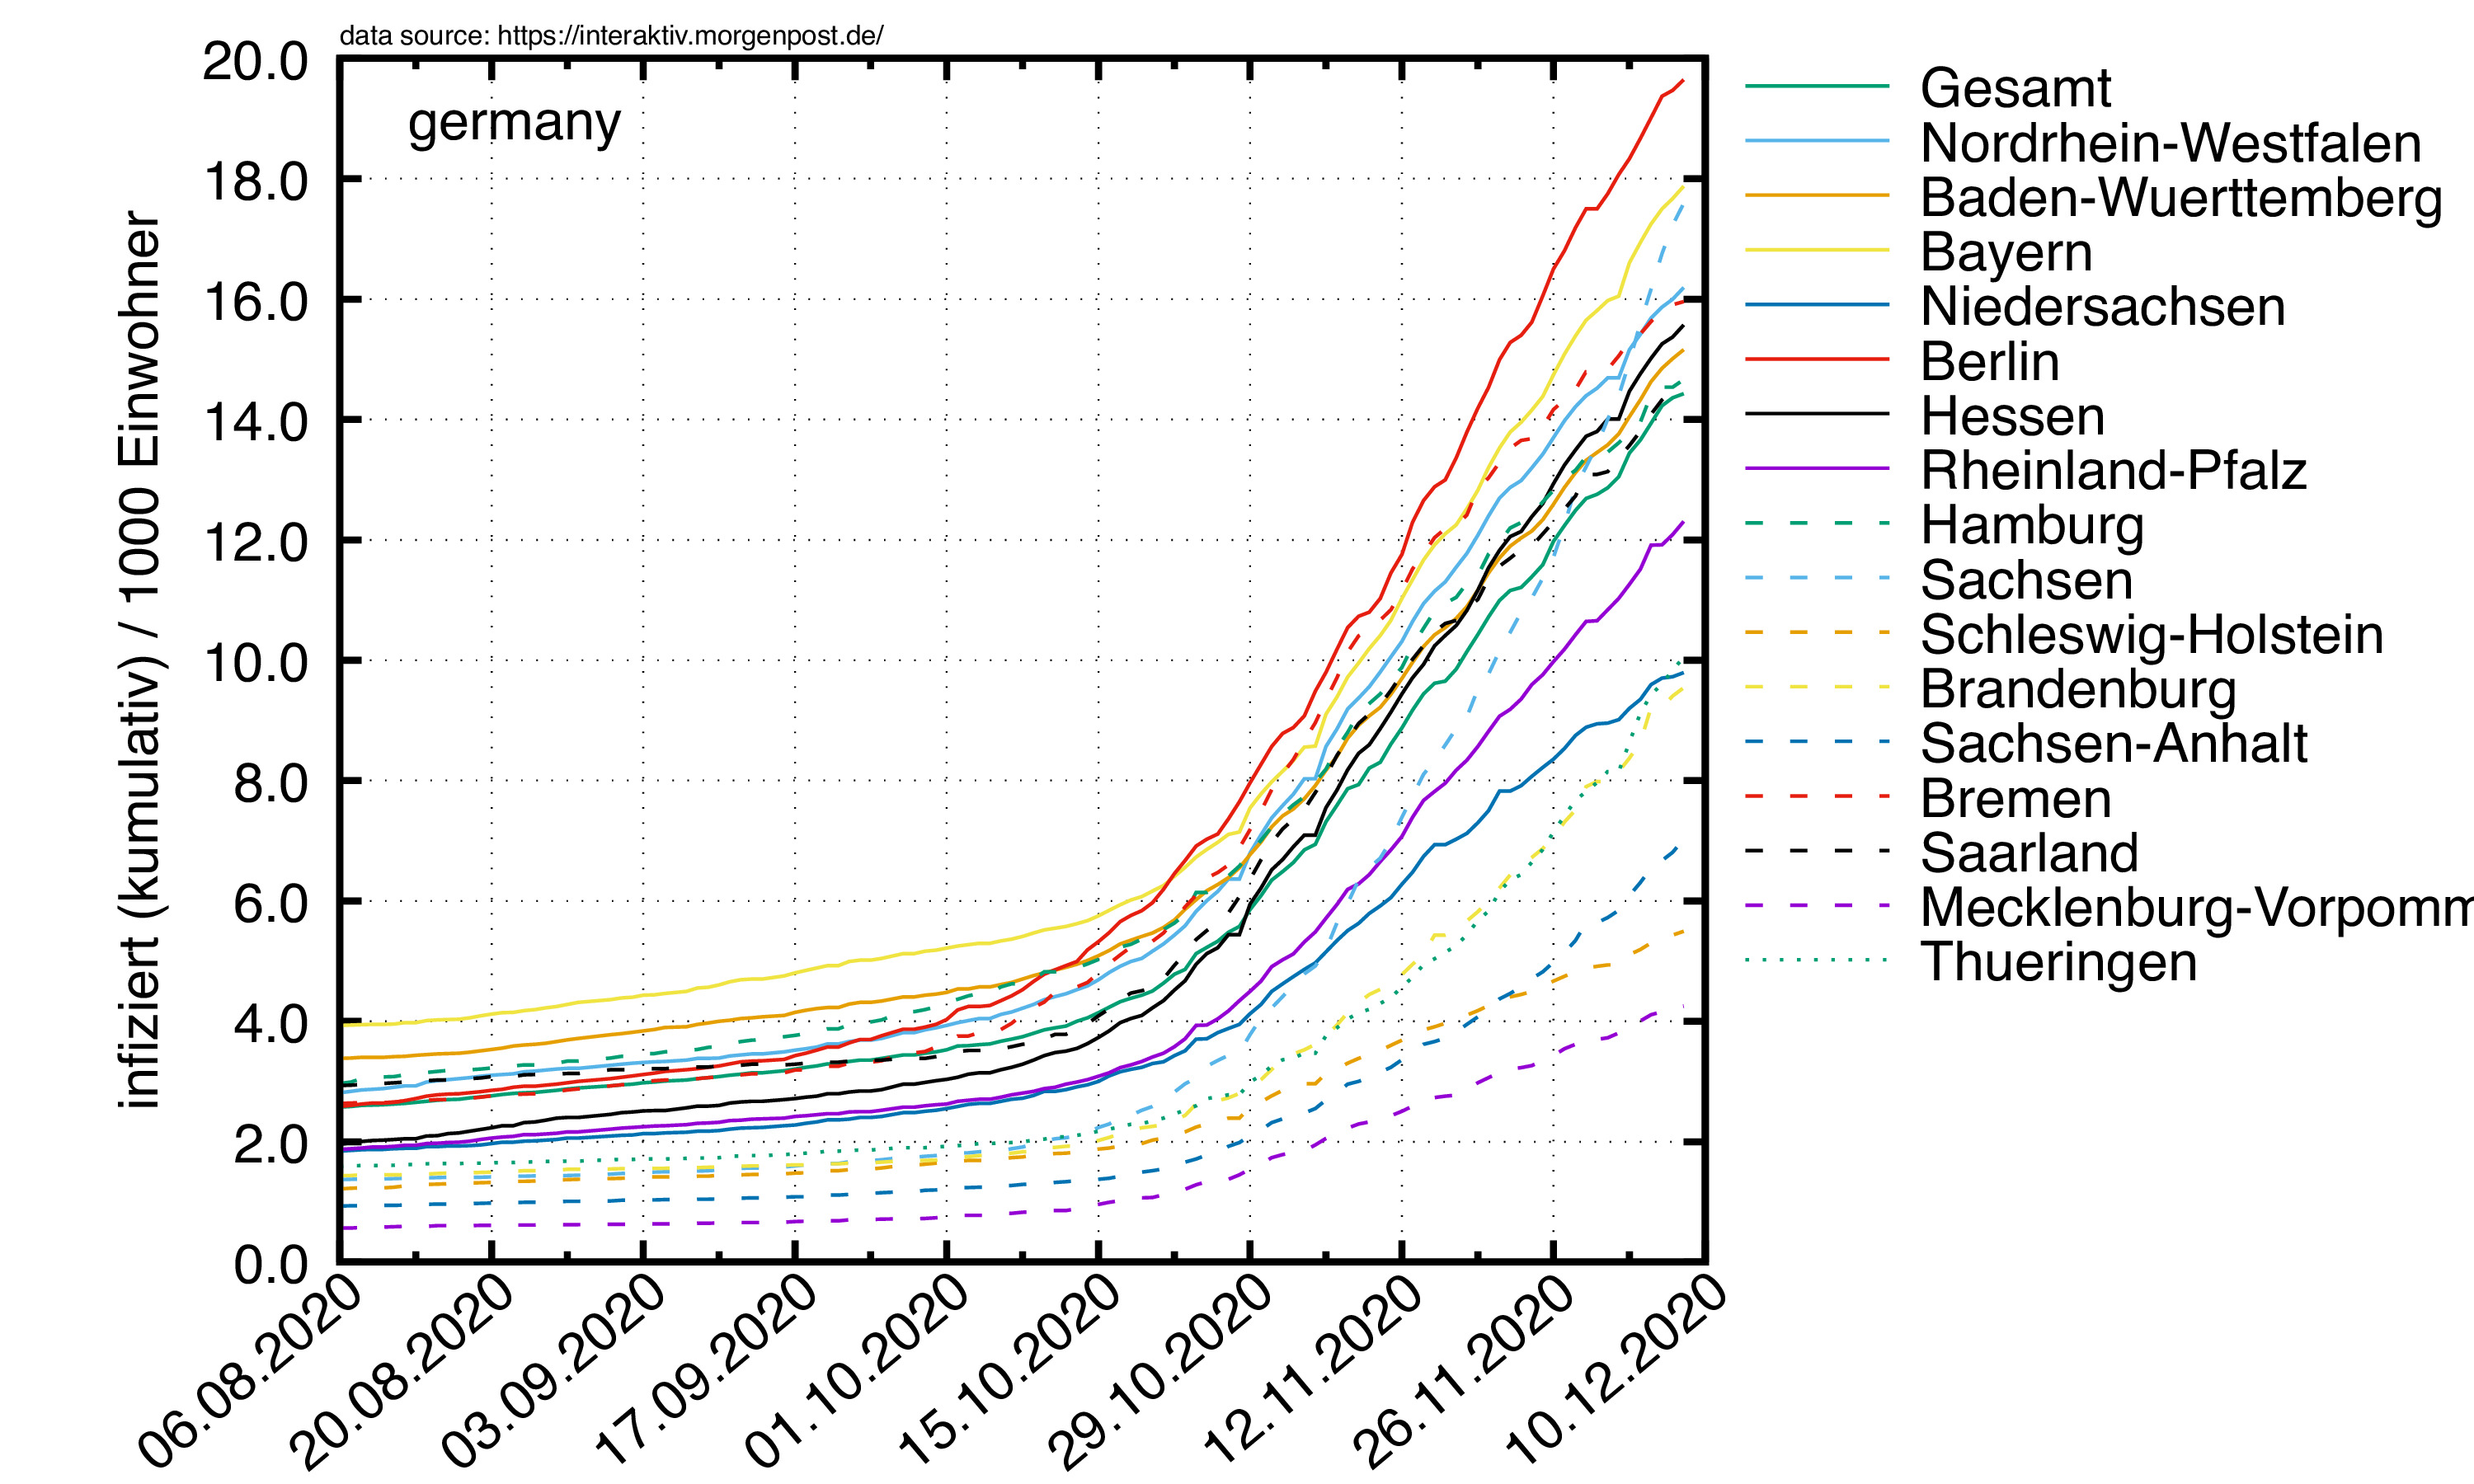 data source: https://interaktiv.morgenpost.de/
germany
infiziert (kumulativ) / 1000 Einwohner
20.0
18.0
16.0
14.0
12.0
10.0
8.0
6.0
4.0
2.0
0.0
06.08.2020
20.08.2020
03.09.2020
17.09.2020
01.10.2020
15.10.2020
29.10.2020
12.11.2020
26.11.2020
10.12.2020
Gesamt
Nordrhein-Westfalen
Baden-Wuerttemberg
Bayern
Niedersachsen
Berlin
Hessen
Rheinland-Pfalz
Hamburg
Sachsen
Schleswig-Holstein
Brandenburg
Sachsen-Anhalt
Bremen
Saarland
Mecklenburg-Vorpomm
Thueringen